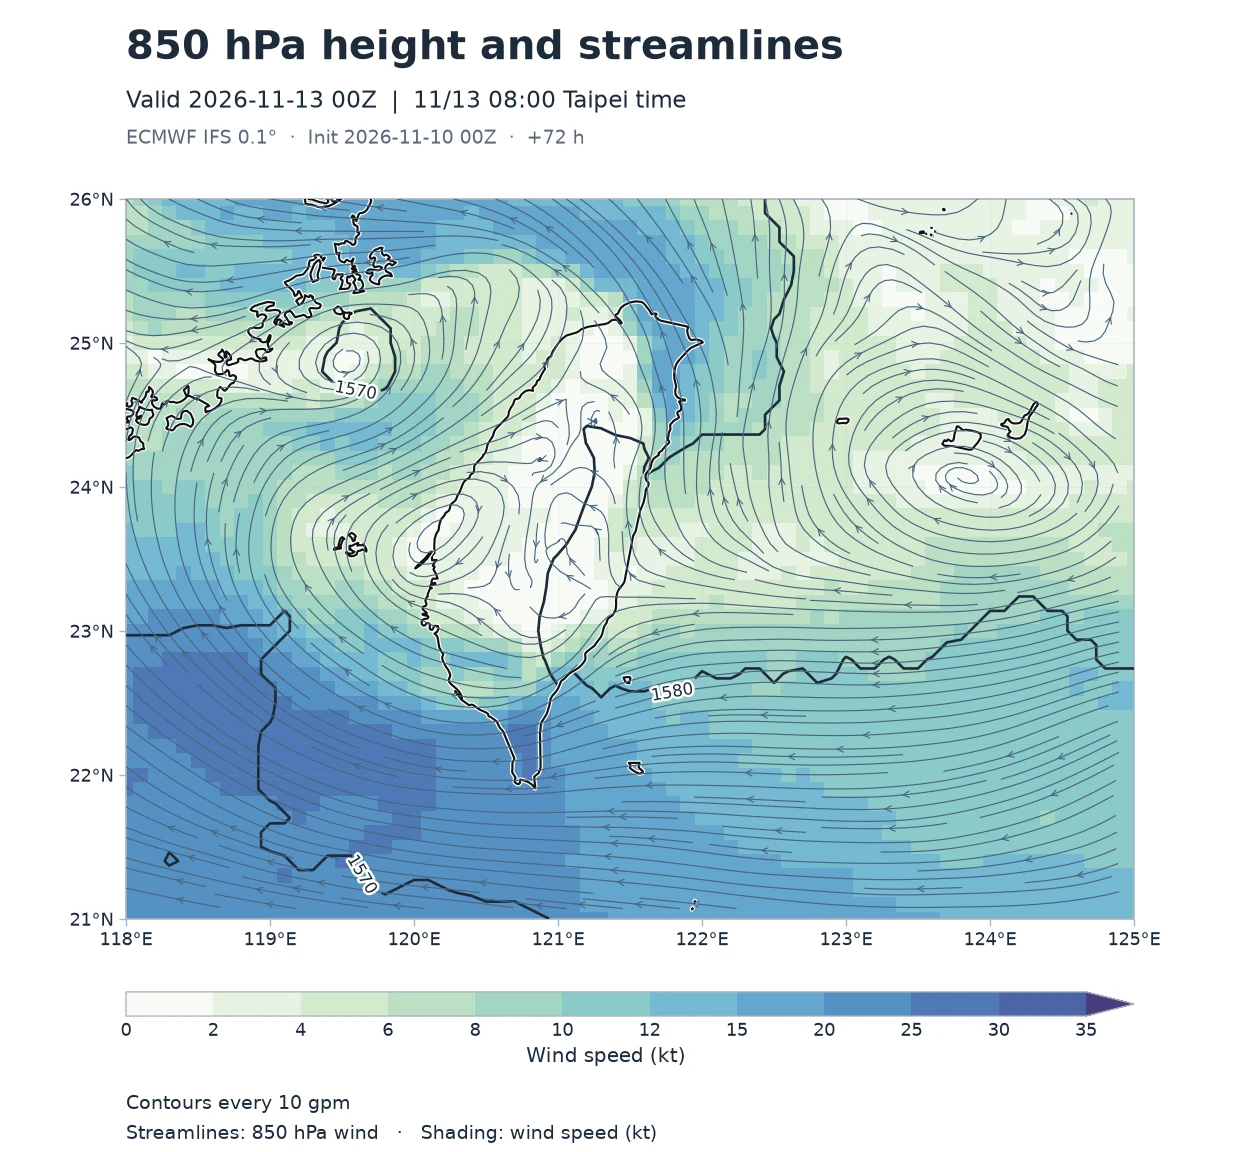 850 hPa height and streamlines
Valid 2026-11-13 00Z | 11/13 08:00 Taipei time
ECMWF IFS 0.1° · Init 2026-11-10 00Z · +72 h
26°N
25°N
1570
24°N
23°N
1580
22°N
1570
21°N
118°E 119°E 120°E 121°E 122°E 123°E 124°E 125°E
0 2 4 6 8 10 12 15 20 25 30 35
Wind speed (kt)
Contours every 10 gpm
Streamlines: 850 hPa wind · Shading: wind speed (kt)